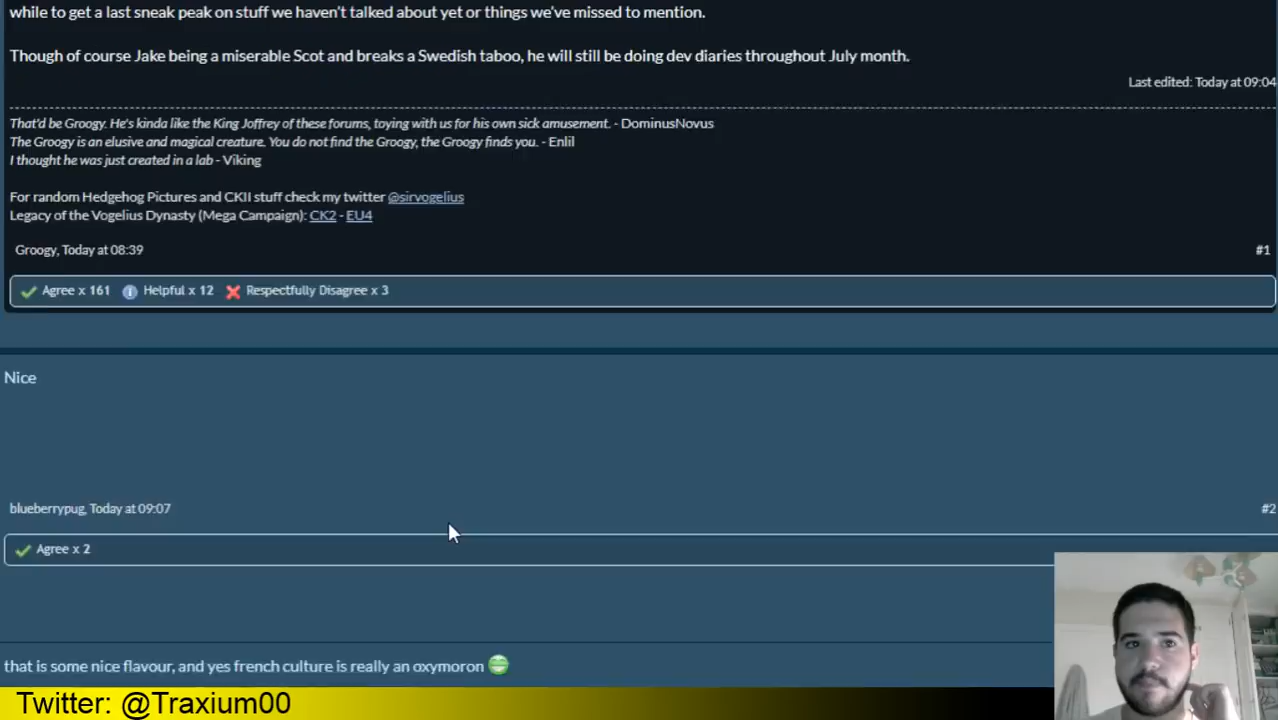 while to get a last sneak peak on stuff we haven't talked about yet or things we've missed to mention.
Though of course Jake being a miserable Scot and breaks a Swedish taboo, he will still be doing dev diaries throughout July month.
Last edited: Today at 09:04
That'd be Groogy. He's kinda like the King Joffrey of these forums, toying with us for his own sick amusement. - DominusNovus
The Groogy is an elusive and magical creature. You do not find the Groogy, the Groogy finds you. - Enlil
I thought he was just created in a lab - Viking
For random Hedgehog Pictures and CKII stuff check my twitter @sirvogelius
Legacy of the Vogelius Dynasty (Mega Campaign): CK2 - EU4
Groogy, Today at 08:39 #1
Agree x 161 Helpful x 12 Respectfully Disagree x 3
Nice
blueberrypug, Today at 09:07 #2
Agree x 2
that is some nice flavour, and yes french culture is really an oxymoron
Twitter: @Traxium00